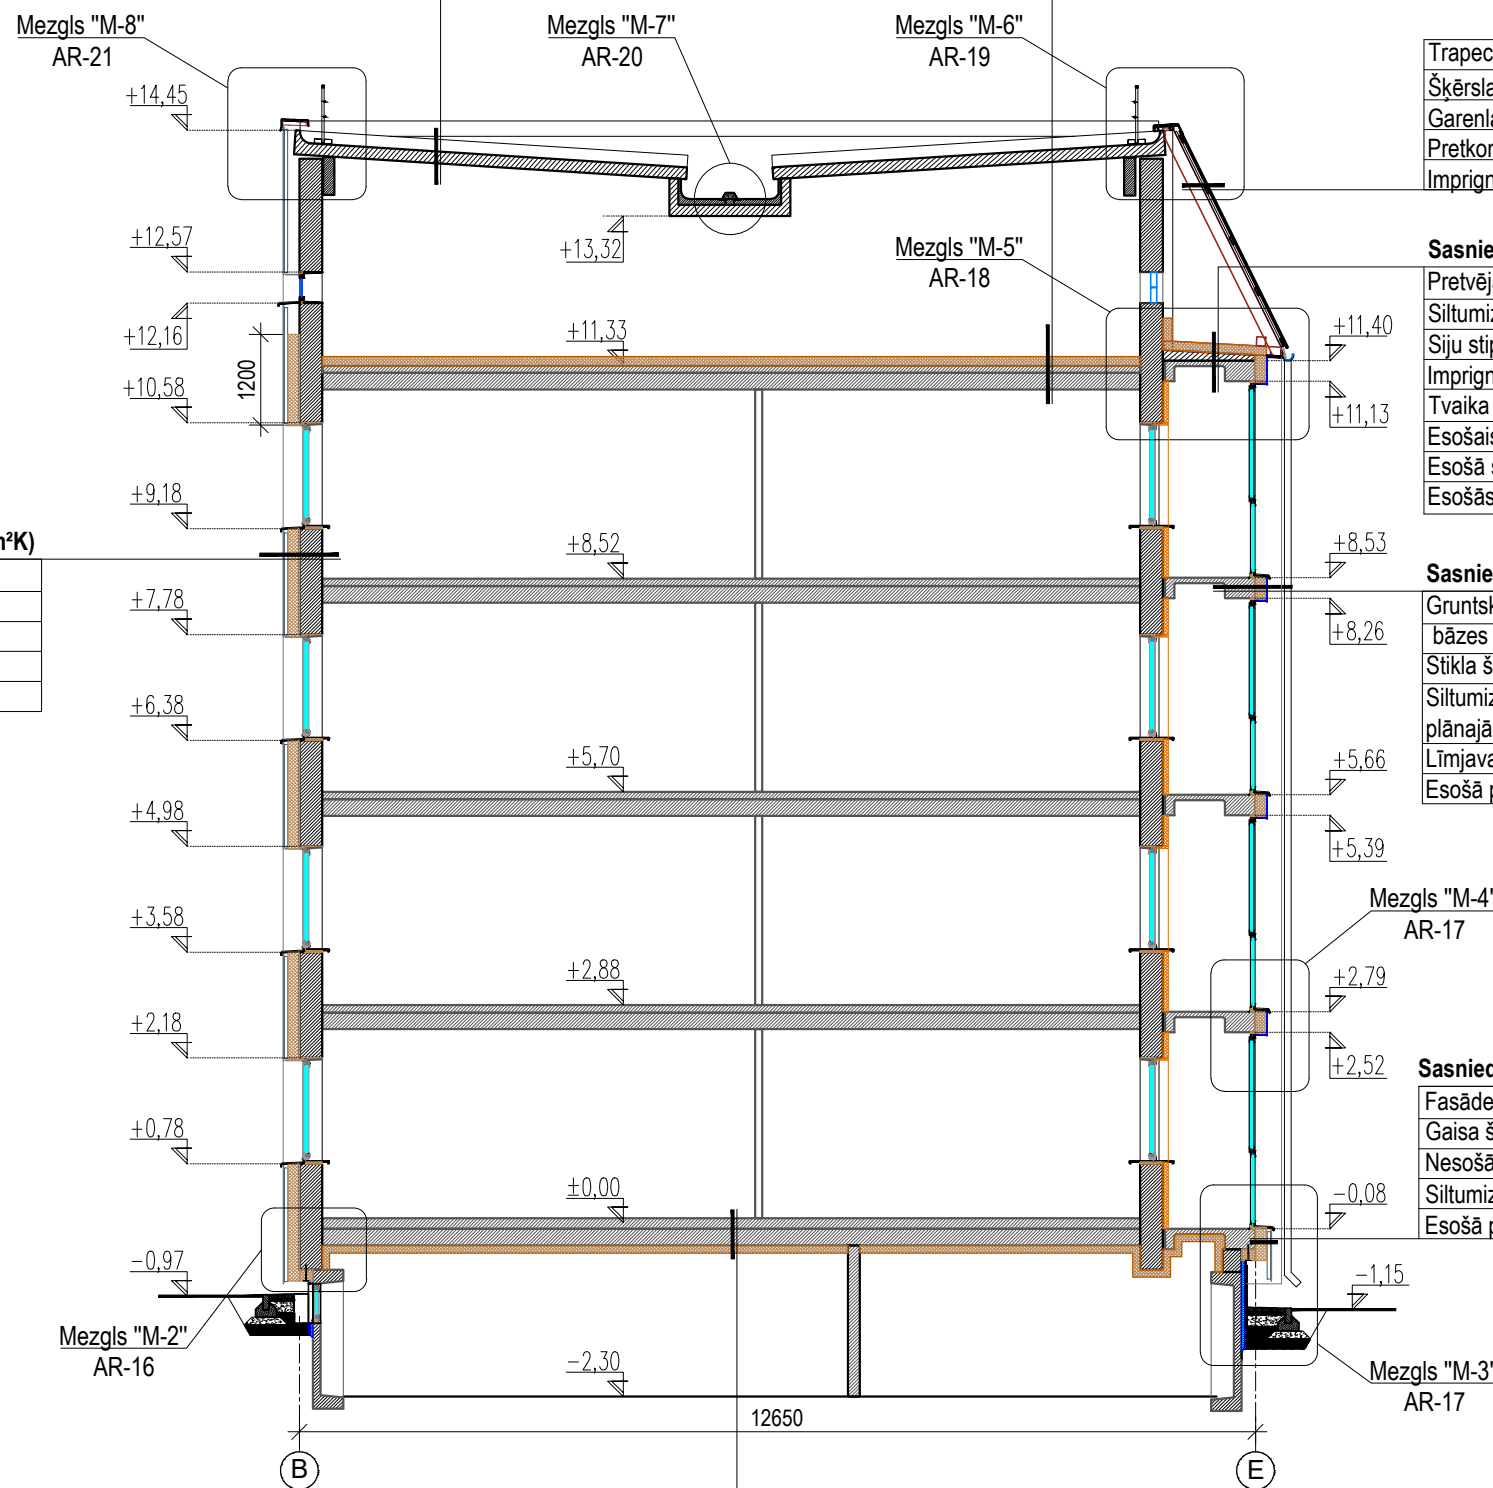 Mezgls "M-8"
AR-21
Mezgls "M-7"
AR-20
Mezgls "M-6"
AR-19
+14,45
+12,57
+12,16
+10,58
+9,18
+7,78
+6,38
+4,98
+3,58
+2,18
+0,78
-0,97
1200
m²K)
Mezgls "M-2"
AR-16
+13,32
+11,33
+8,52
+5,70
+2,88
±0,00
-2,30
12650
B
E
Mezgls "M-5"
AR-18
+11,40
+11,13
+8,53
+8,26
+5,66
+5,39
Mezgls "M-4"
AR-17
+2,79
+2,52
-0,08
-1,15
Mezgls "M-3"
AR-17
Trapec
Šķērsla
Garenla
Pretkon
Imprign
Sasnie
Pretvēj
Siltumiz
Siju stip
Imprign
Tvaika
Esošais
Esošā s
Esošās
Sasnie
Gruntsk
bāzes
Stikla š
Siltumiz
plānajā
Līmjava
Esošā p
Sasnied
Fasāde
Gaisa š
Nesošā
Siltumiz
Esošā p